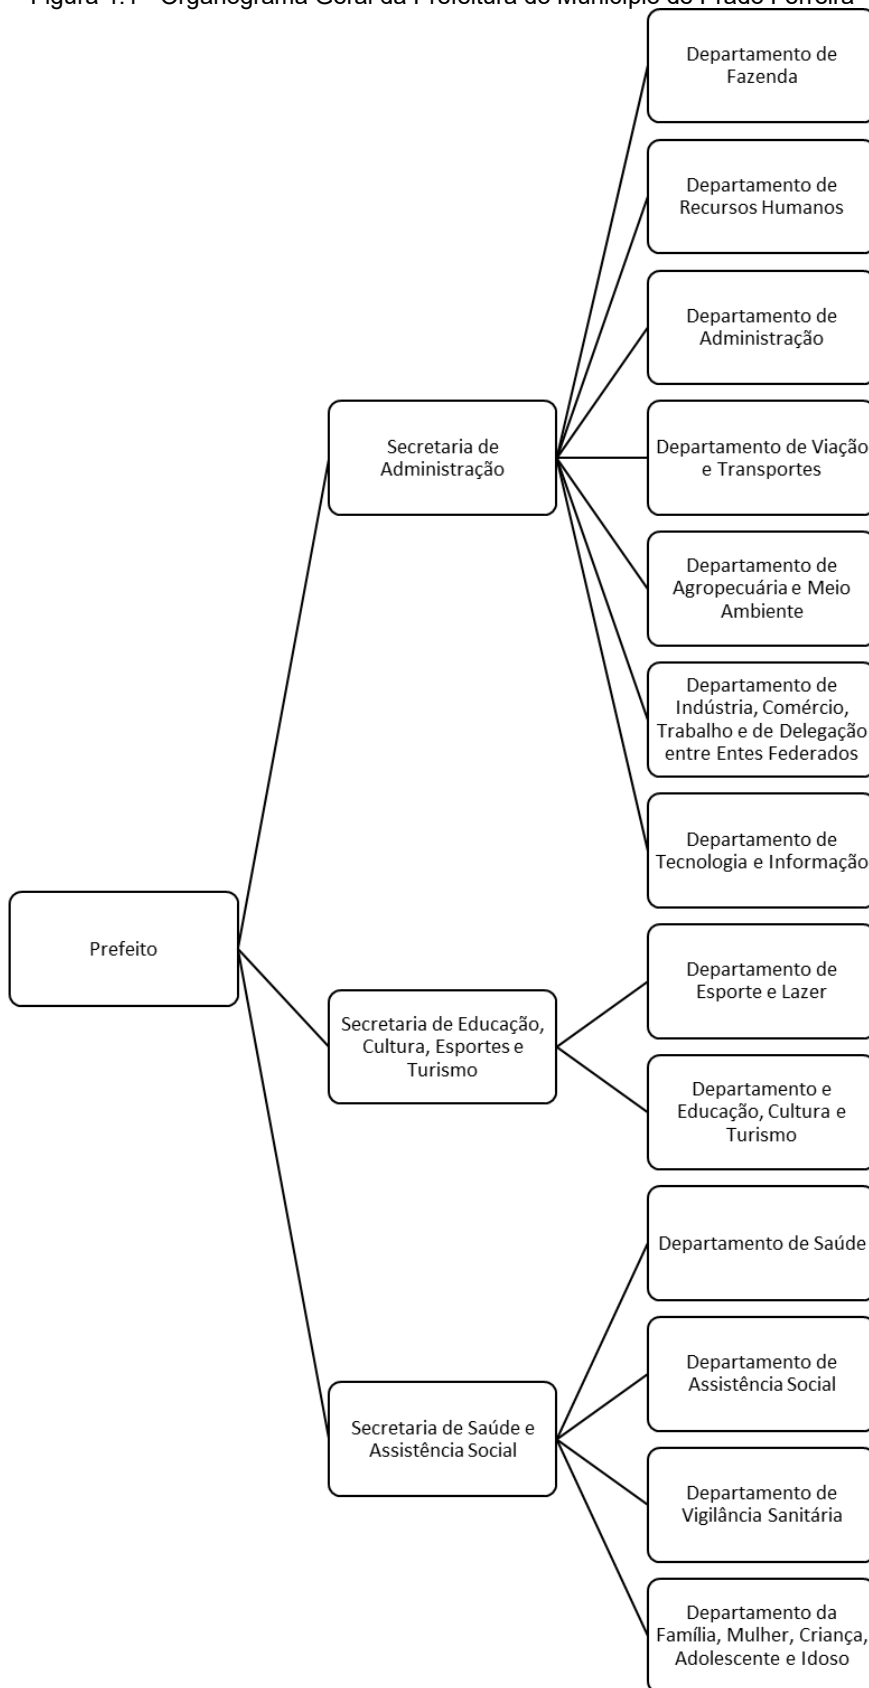 Figura 1.1 - Organograma Geral da Prefeitura do Município de Prado Ferreira
Departamento de
Fazenda
Departamento de
Recursos Humanos
Departamento de
Administração
Secretaria de
Administração
Departamento de Viação
e Transportes
Departamento de
Agropecuária e Meio
Ambiente
Departamento de
Indústria, Comércio,
Trabalho e de Delegação
entre Entes Federados
Departamento de
Tecnologia e Informação
Prefeito
Departamento de
Esporte e Lazer
Secretaria de Educação,
Cultura, Esportes e
Turismo
Departamento e
Educação, Cultura e
Turismo
Departamento de Saúde
Departamento de
Assistência Social
Secretaria de Saúde e
Assistência Social
Departamento de
Vigilância Sanitária
Departamento da
Família, Mulher, Criança,
Adolescente e Idoso